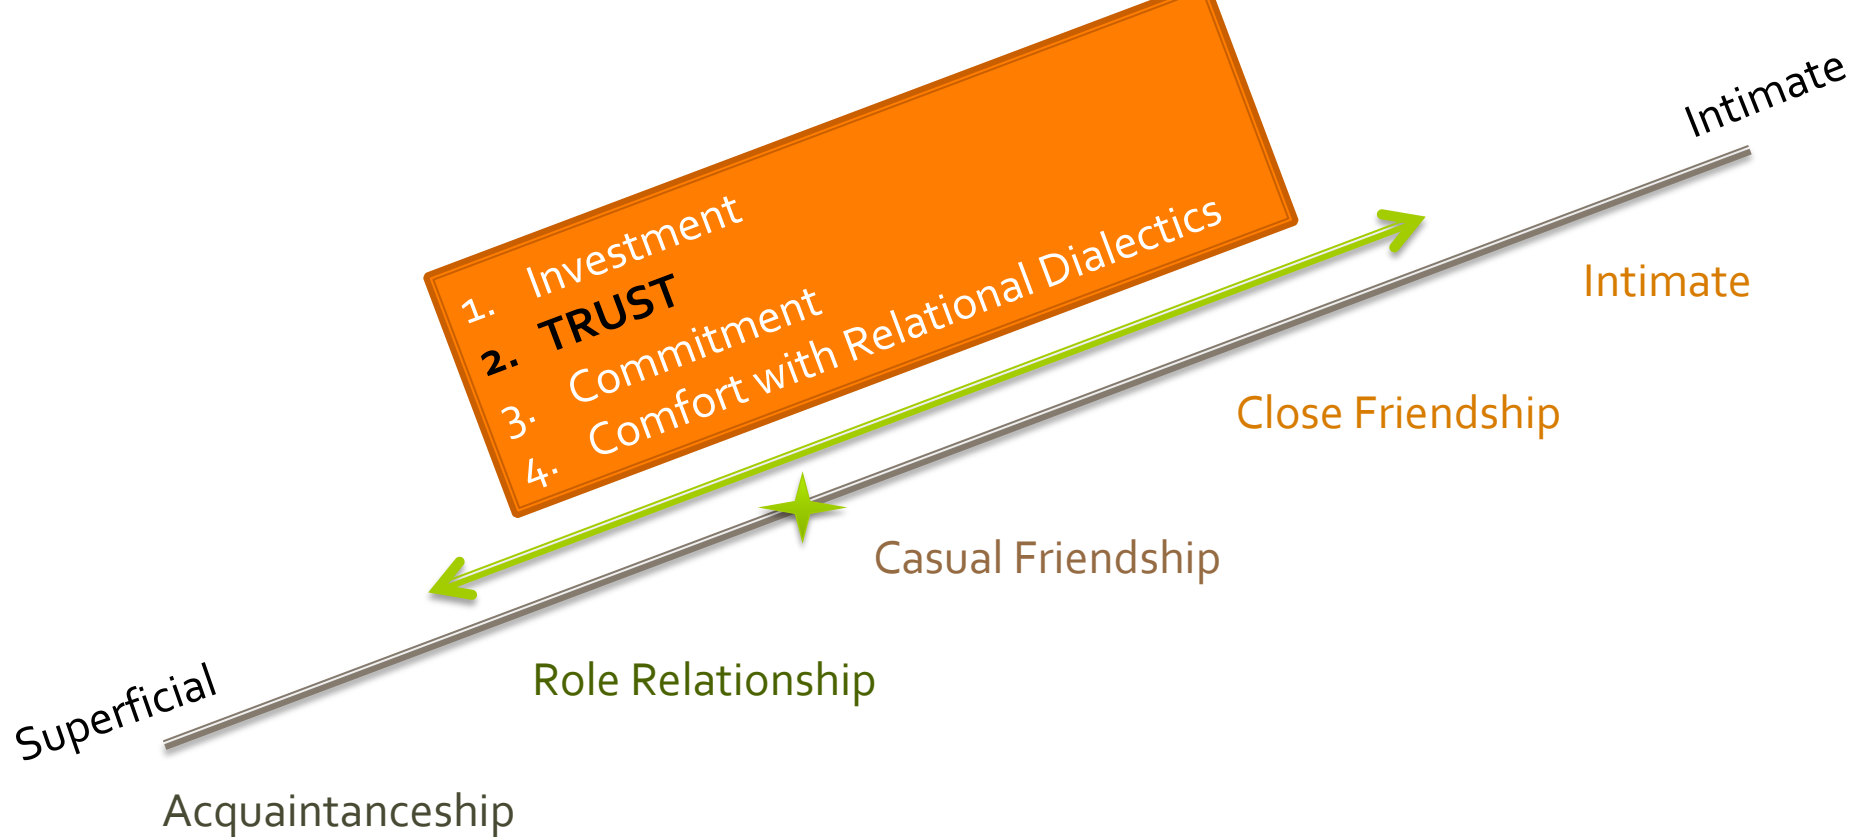 Intimate
1. Investment
2. TRUST
3. Commitment
4. Comfort with Relational Dialectics
Intimate
Close Friendship
Casual Friendship
Role Relationship
Superficial
Acquaintanceship